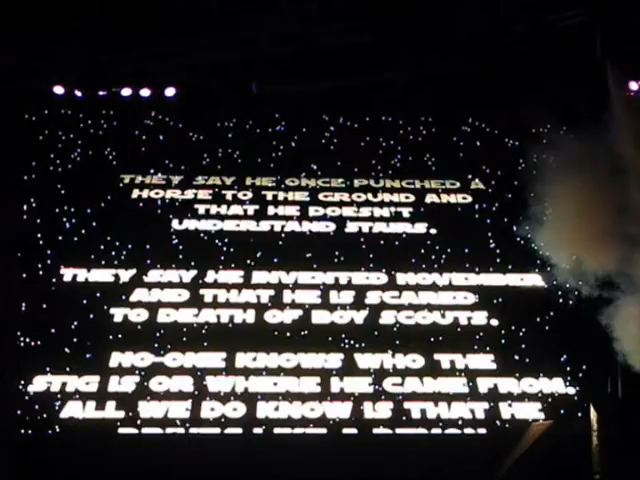 THEY SAY HE ONCE PUNCHED A
HORSE TO THE GROUND AND
THAT HE DOESN'T
UNDERSTAND STAIRS.
THEY SAY HE INVENTED NOVEMBER
AND THAT HE IS SCARED
TO DEATH OF BOY SCOUTS.
NO-ONE KNOWS WHO THE
STIG IS OR WHERE HE CAME FROM.
ALL WE DO KNOW IS THAT HE